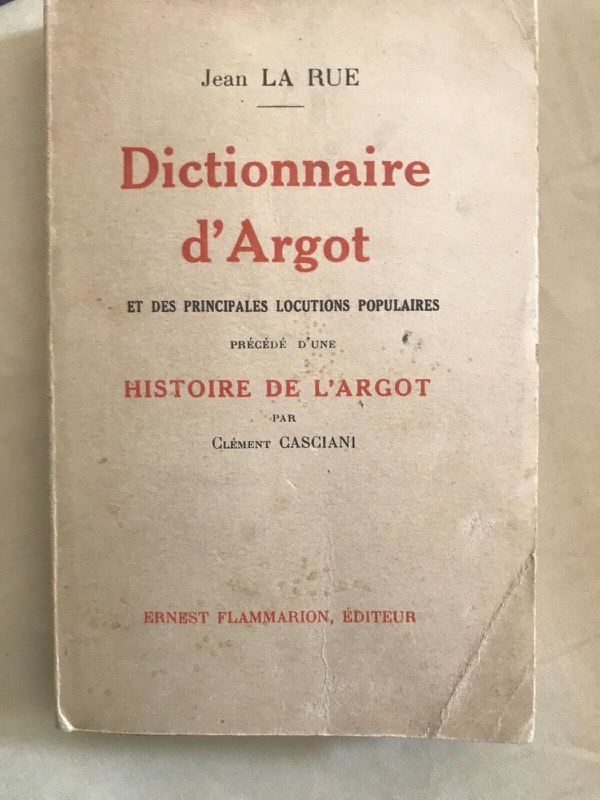 Jean LA RUE
Dictionnaire
d'Argot
ET DES PRINCIPALES LOCUTIONS POPULAIRES
PRÉCÉDÉ D'UNE
HISTOIRE DE L'ARGOT
PAR
CLÉMENT CASCIANI
ERNEST FLAMMARION, ÉDITEUR